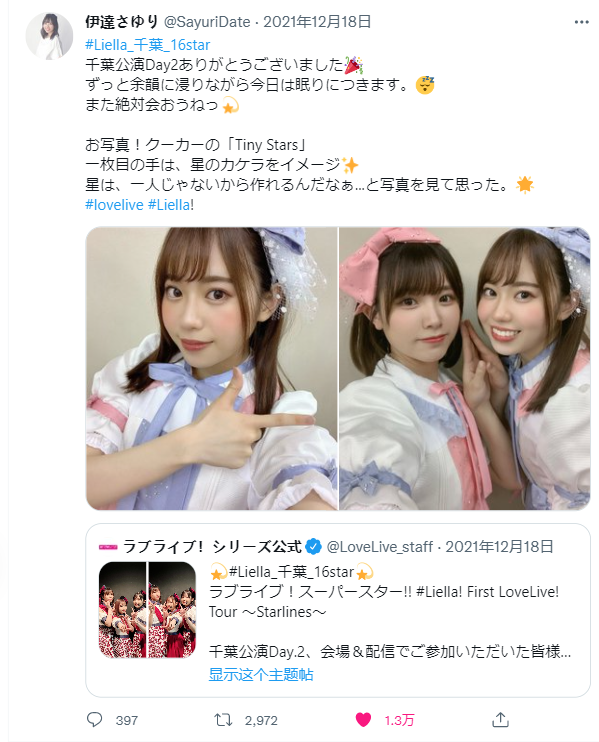 伊達さゆり @SayuriDate · 2021年12月18日
#Liella_千葉_16star
千葉公演Day2ありがとうございました🎉
ずっと余韻に浸りながら今日は眠りにつきます。😴
また絶対会おうねっ💫
お写真！クーカーの「Tiny Stars」
一枚目の手は、星のカケラをイメージ✨
星は、一人じゃないから作れるんだなぁ...と写真を見て思った。🌟
#lovelive #Liella!
ラブライブ！シリーズ公式 @LoveLive_staff · 2021年12月18日
💫#Liella_千葉_16star💫
ラブライブ！スーパースター!! #Liella! First LoveLive!
Tour ～Starlines～
千葉公演Day.2、会場＆配信でご参加いただいた皆様...
显示这个主题帖
397 2,972 1.3万